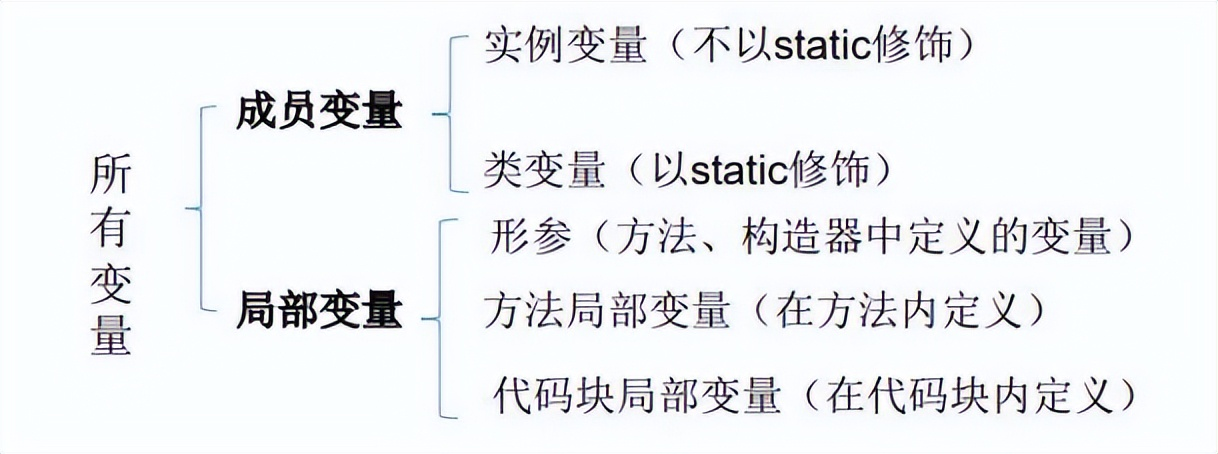 所有变量
成员变量
实例变量（不以static修饰）
类变量（以static修饰）
局部变量
形参（方法、构造器中定义的变量）
方法局部变量（在方法内定义）
代码块局部变量（在代码块内定义）